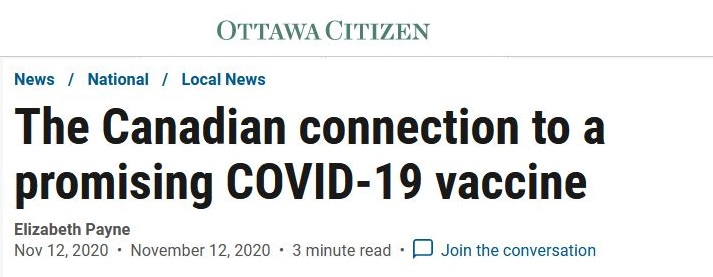 OTTAWA CITIZEN
News / National / Local News
The Canadian connection to a
promising COVID-19 vaccine
Elizabeth Payne
Nov 12, 2020 • November 12, 2020 • 3 minute read • Join the conversation